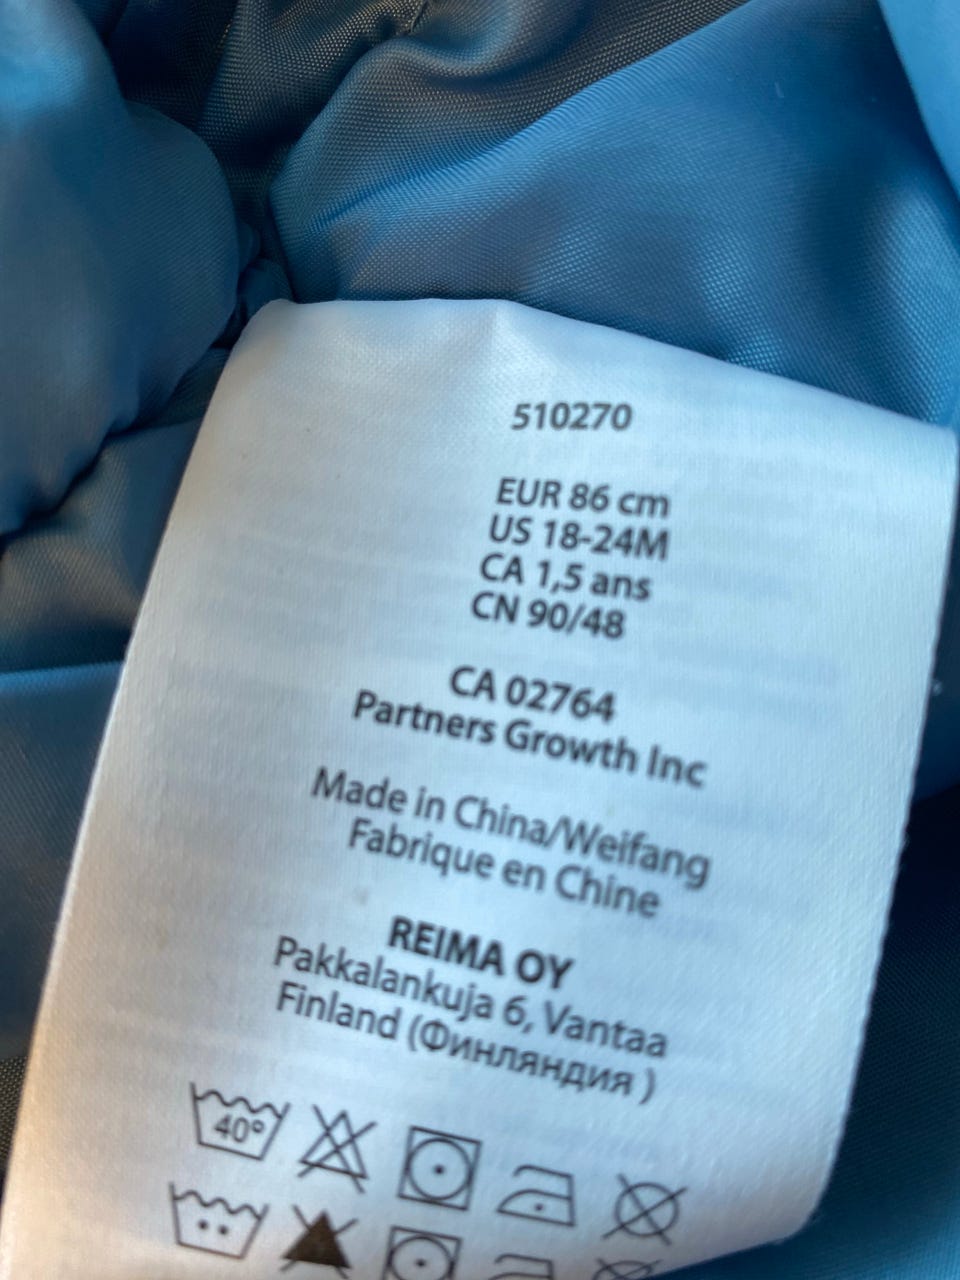 510270
EUR 86 cm
US 18-24M
CA 1,5 ans
CN 90/48
CA 02764
Partners Growth Inc
Made in China/Weifang
Fabrique en Chine
REIMA OY
Pakkalankuja 6, Vantaa
Finland (Финляндия )
40°